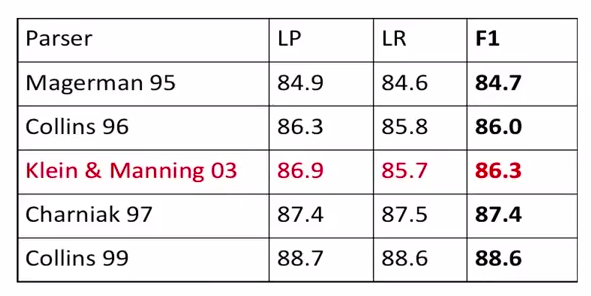 Parser LP LR F1
Magerman 95 84.9 84.6 84.7
Collins 96 86.3 85.8 86.0
Klein & Manning 03 86.9 85.7 86.3
Charniak 97 87.4 87.5 87.4
Collins 99 88.7 88.6 88.6